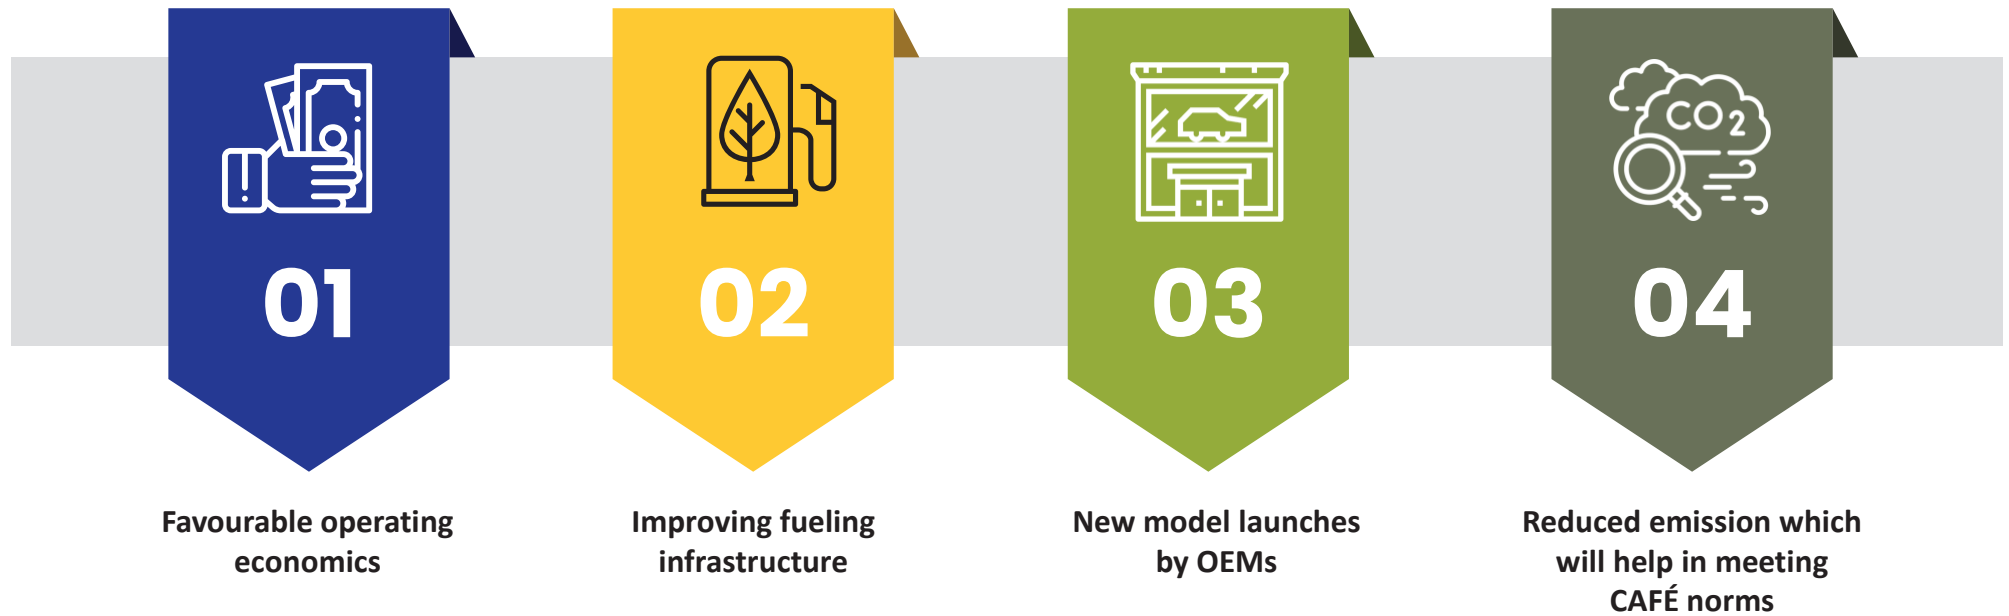 CO2
01
02
03
04
Favourable operating
economics
Improving fueling
infrastructure
New model launches
by OEMs
Reduced emission which
will help in meeting
CAFÉ norms